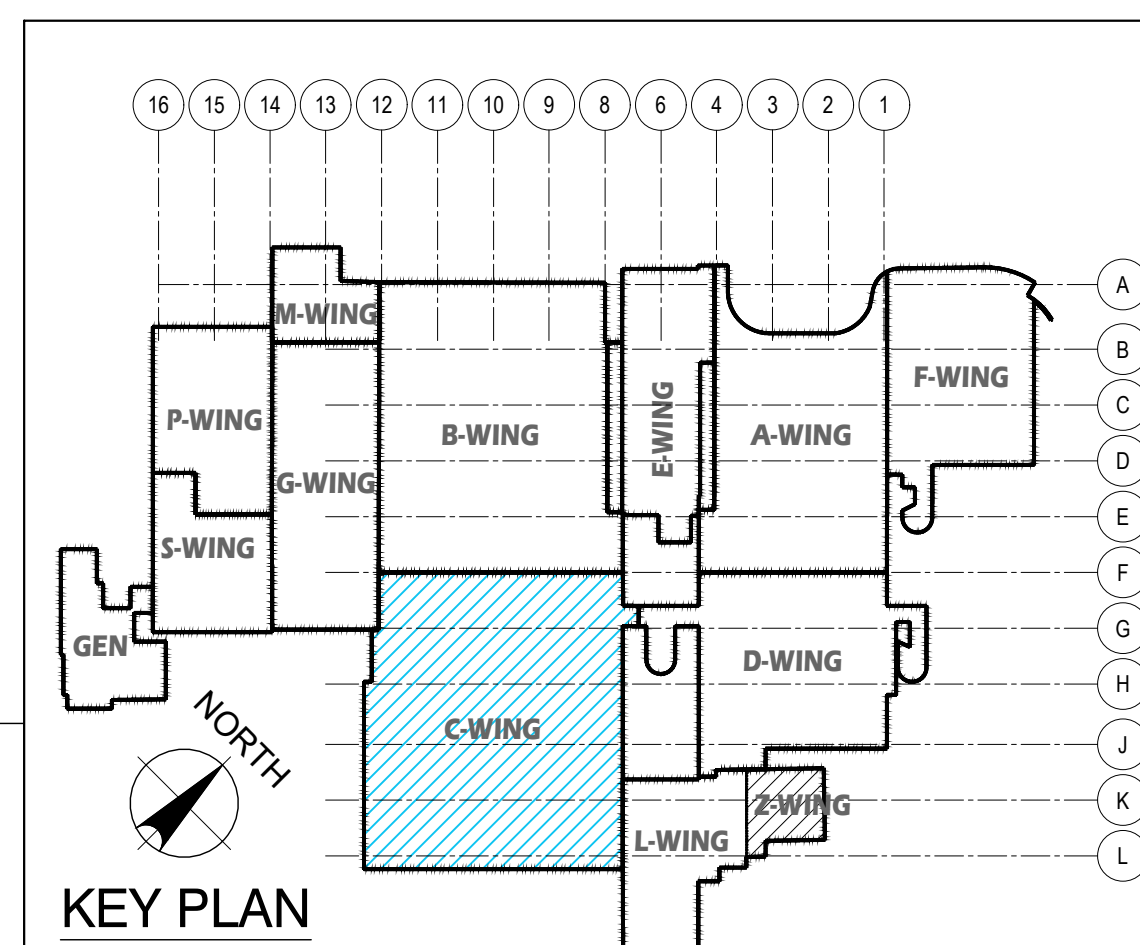 16 15 14 13 12 11 10 9 8 6 4 3 2 1
A
M-WING
B
F-WING
C
P-WING
B-WING
E-WING
A-WING
D
G-WING
E
S-WING
F
G
GEN
D-WING
H
NORTH
C-WING
J
K
Z-WING
L-WING
L
KEY PLAN